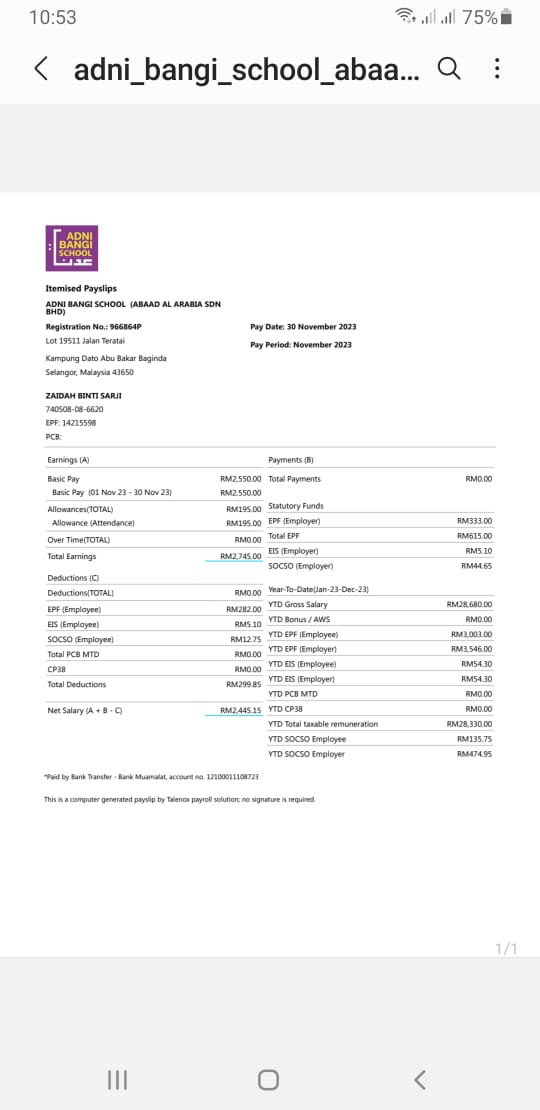 10:53
75%
adni_bangi_school_abaa...
ADNI
BANGI
SCHOOL
Itemised Payslips
ADNI BANGI SCHOOL (ABAAD AL ARABIA SDN
BHD)
Registration No.: 966864P
Lot 19511 Jalan Teratai
Kampung Dato Abu Bakar Baginda
Selangor, Malaysia 43650
Pay Date: 30 November 2023
Pay Period: November 2023
ZAIDAH BINTI SARJI
740508-08-6620
EPF: 14215598
PCB:
Earnings (A)
Basic Pay RM2,550.00
Basic Pay (01 Nov 23 - 30 Nov 23) RM2,550.00
Allowances(TOTAL) RM195.00
Allowance (Attendance) RM195.00
Over Time(TOTAL) RM0.00
Total Earnings RM2,745.00
Deductions (C)
Deductions(TOTAL) RM0.00
EPF (Employee) RM282.00
EIS (Employee) RM5.10
SOCSO (Employee) RM12.75
Total PCB MTD RM0.00
CP38 RM0.00
Total Deductions RM299.85
Net Salary (A + B - C) RM2,445.15
Payments (B)
Total Payments RM0.00
Statutory Funds
EPF (Employer) RM333.00
Total EPF RM615.00
EIS (Employer) RM5.10
SOCSO (Employer) RM44.65
Year-To-Date(Jan-23-Dec-23)
YTD Gross Salary RM28,680.00
YTD Bonus / AWS RM0.00
YTD EPF (Employee) RM3,003.00
YTD EPF (Employer) RM3,546.00
YTD EIS (Employee) RM54.30
YTD EIS (Employer) RM54.30
YTD PCB MTD RM0.00
YTD CP38 RM0.00
YTD Total taxable remuneration RM28,330.00
YTD SOCSO Employee RM135.75
YTD SOCSO Employer RM474.95
*Paid by Bank Transfer - Bank Muamalat, account no. 12100011108723
This is a computer generated payslip by Talenox payroll solution; no signature is required.
1/1